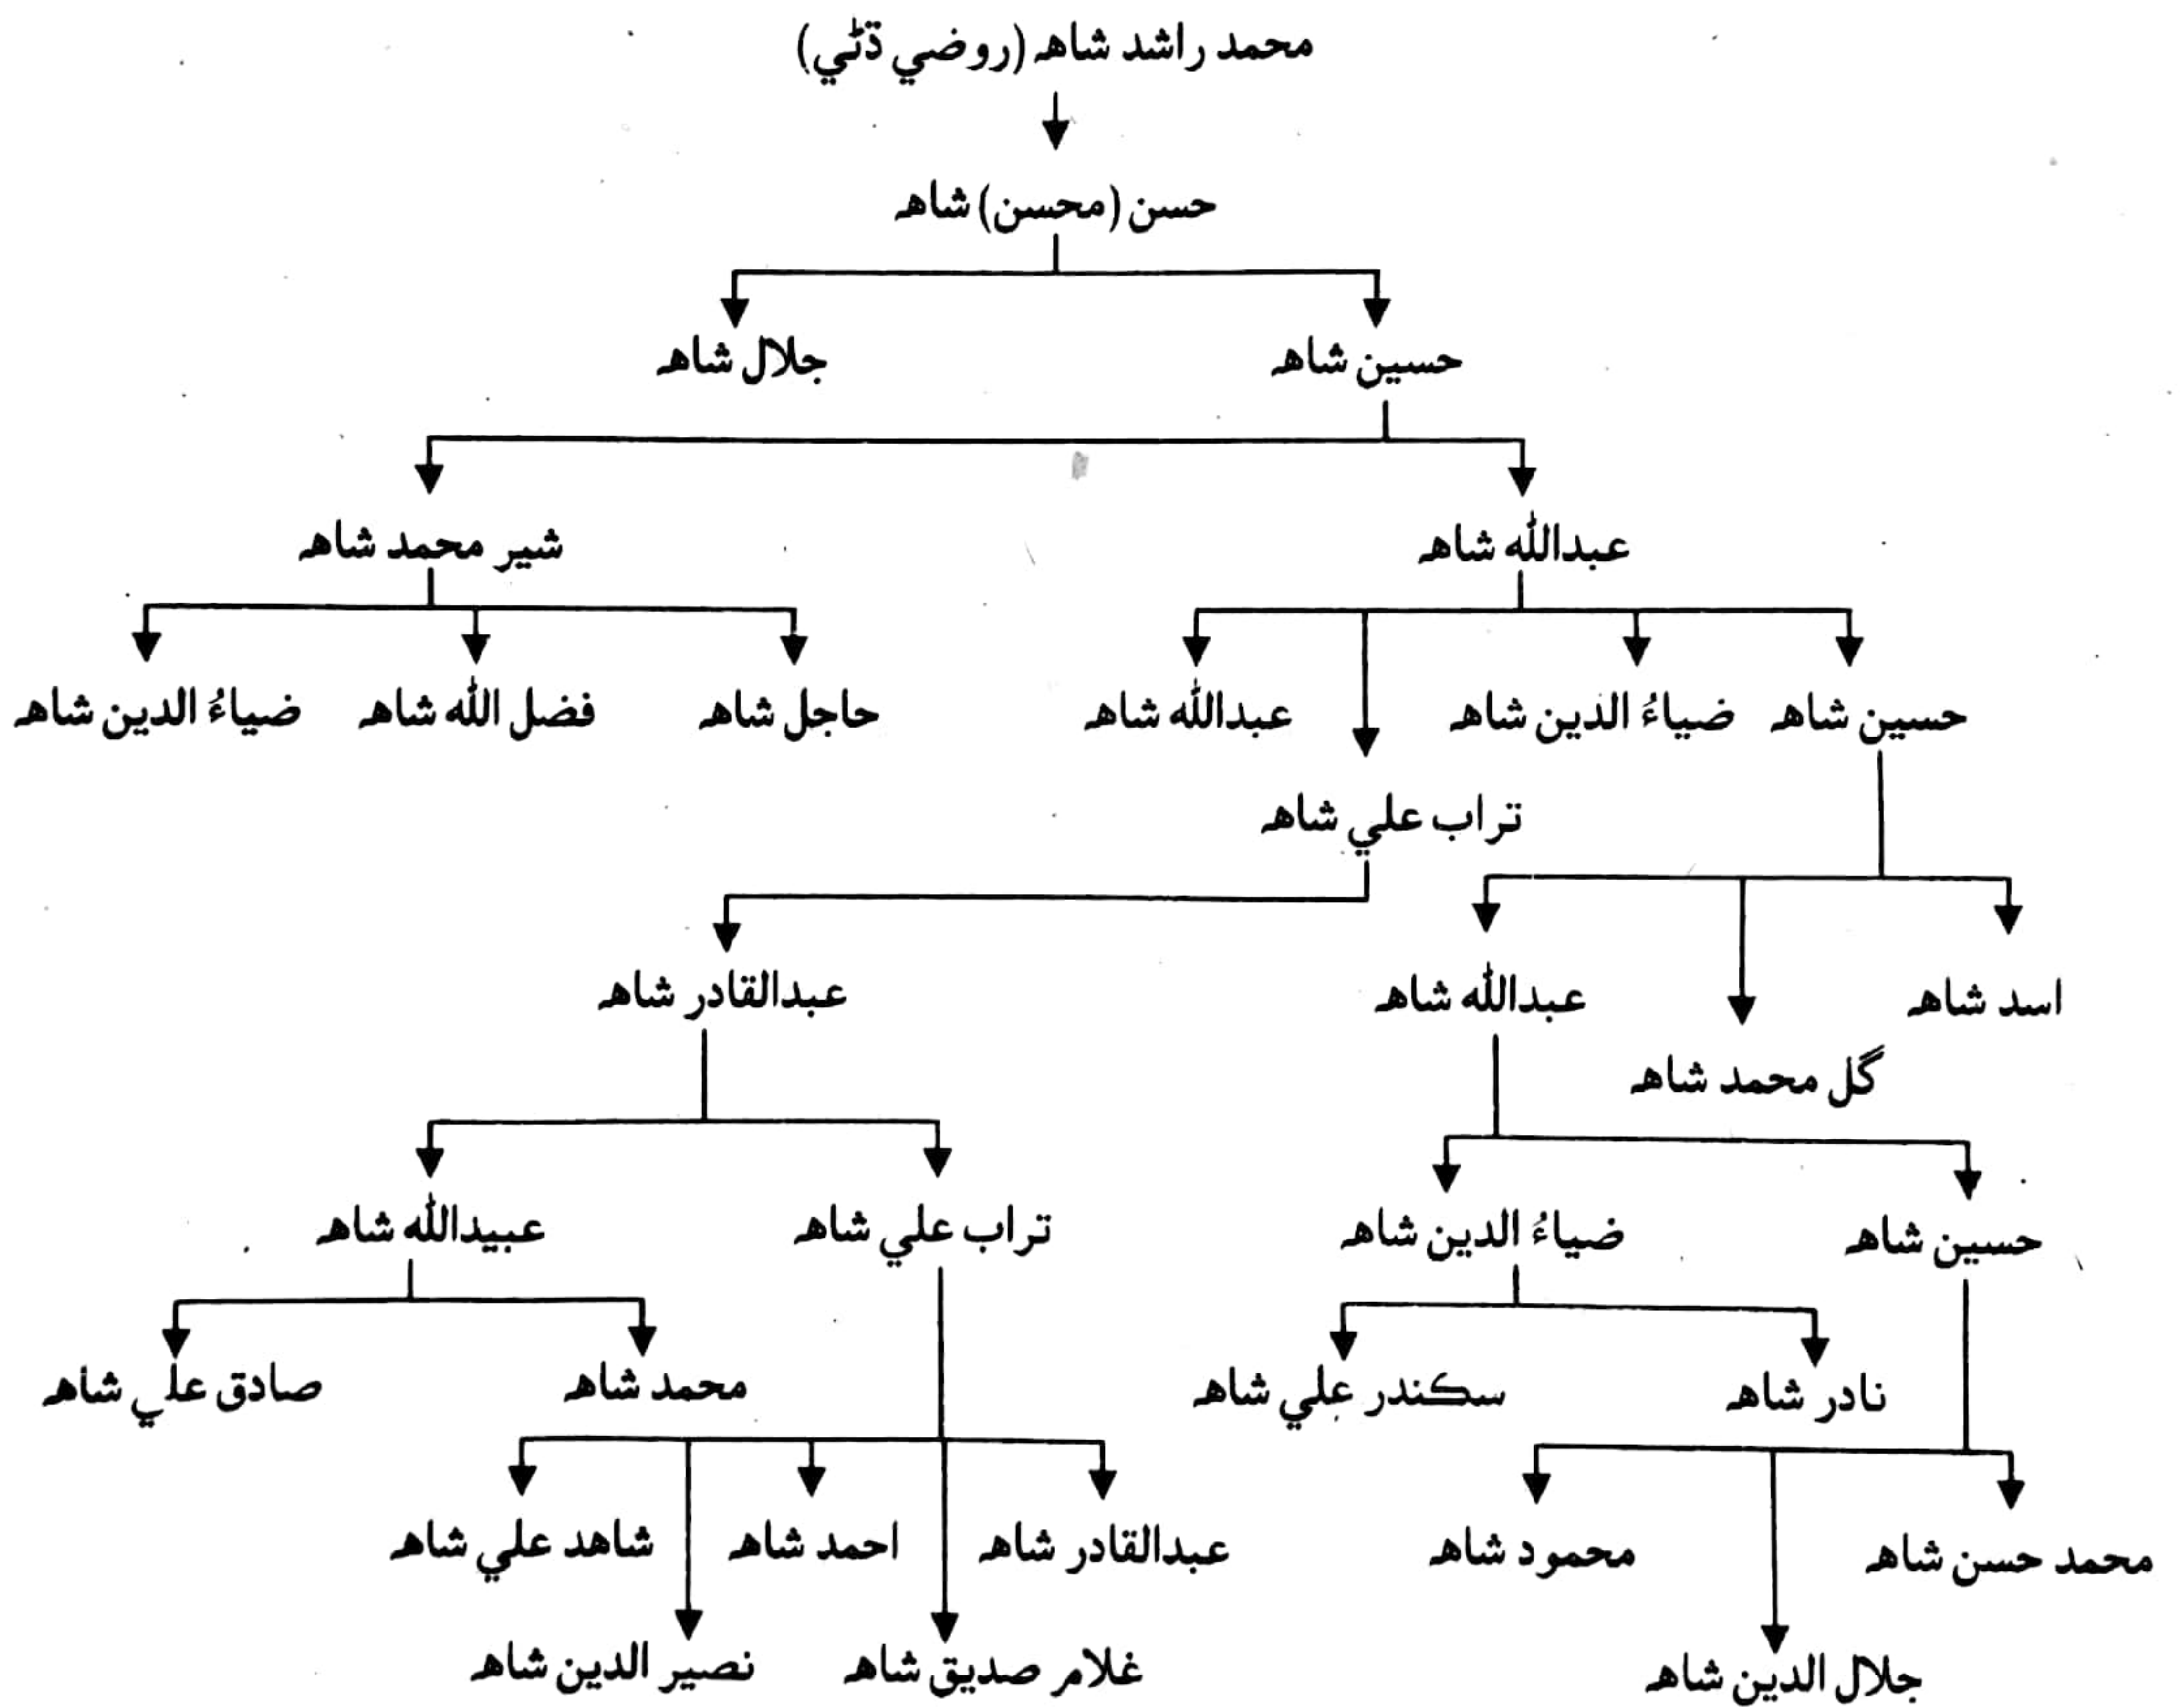 محمد راشد شاهه (روضي ڌڻي)
حسن (محسن) شاهه
حسين شاهه
جلال شاهه
عبدالله شاهه
شير محمد شاهه
حسين شاهه
ضياءُ الدين شاهه
عبدالله شاهه
حاجل شاهه
فضل الله شاهه
ضياءُ الدين شاهه
تراب علي شاهه
اسد شاهه
عبدالله شاهه
عبدالقادر شاهه
گل محمد شاهه
حسين شاهه
ضياءُ الدين شاهه
تراب علي شاهه
عبيدالله شاهه
نادر شاهه
سڪندر علي شاهه
محمد شاهه
صادق علي شاهه
محمد حسن شاهه
محمود شاهه
عبدالقادر شاهه
احمد شاهه
شاهد علي شاهه
جلال الدين شاهه
غلام صديق شاهه
نصير الدين شاهه